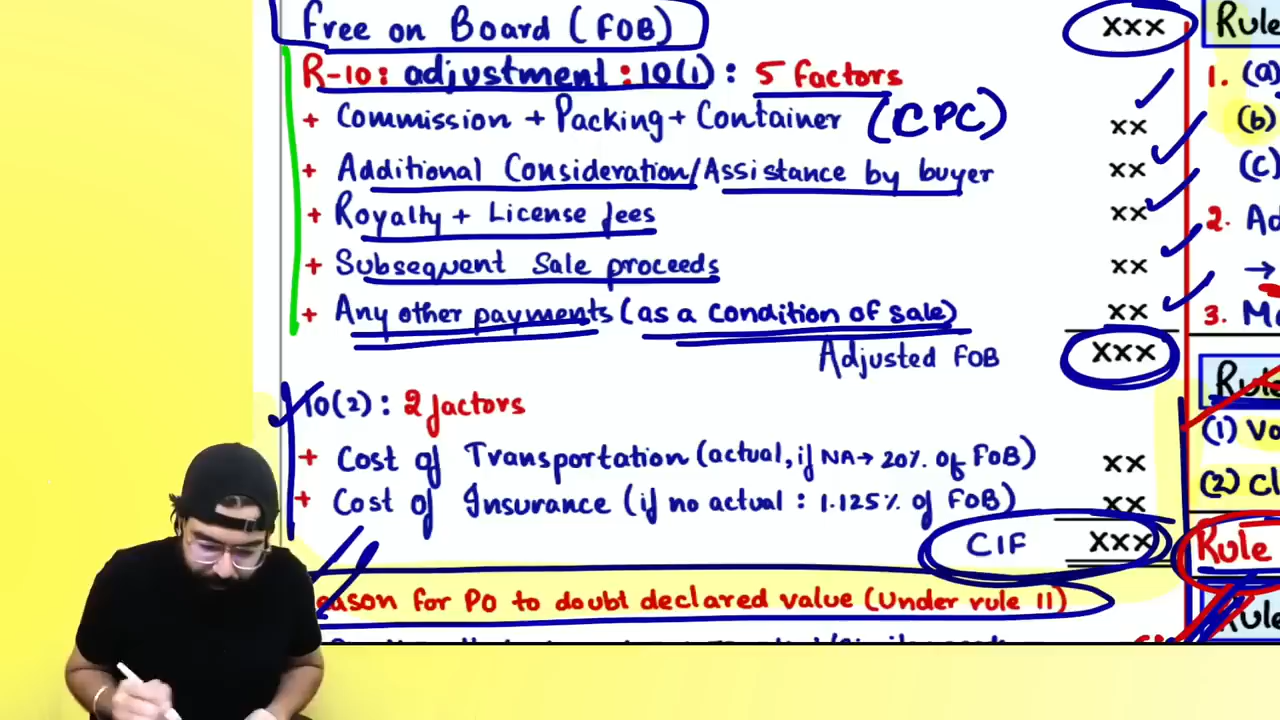 Free on Board (FOB) xxx
R-10: adjustment: 10(1): 5 factors
+ Commission + Packing + Container (CPC) xx
+ Additional Consideration/Assistance by buyer xx
+ Royalty + License fees xx
+ Subsequent Sale proceeds xx
+ Any other payments (as a condition of sale) xx
Adjusted FOB xxx
10(2): 2 factors
+ Cost of Transportation (actual, if NA→ 20% of FOB) xx
+ Cost of Insurance (if no actual : 1.125% of FOB) xx
CIF xxx
eason for PO to doubt declared value (Under rule 11)
Rule
1. (a)
(b)
(c)
2. Ad
→
3. M
Rule
(1) Va
(2) Cl
Rule
Rule